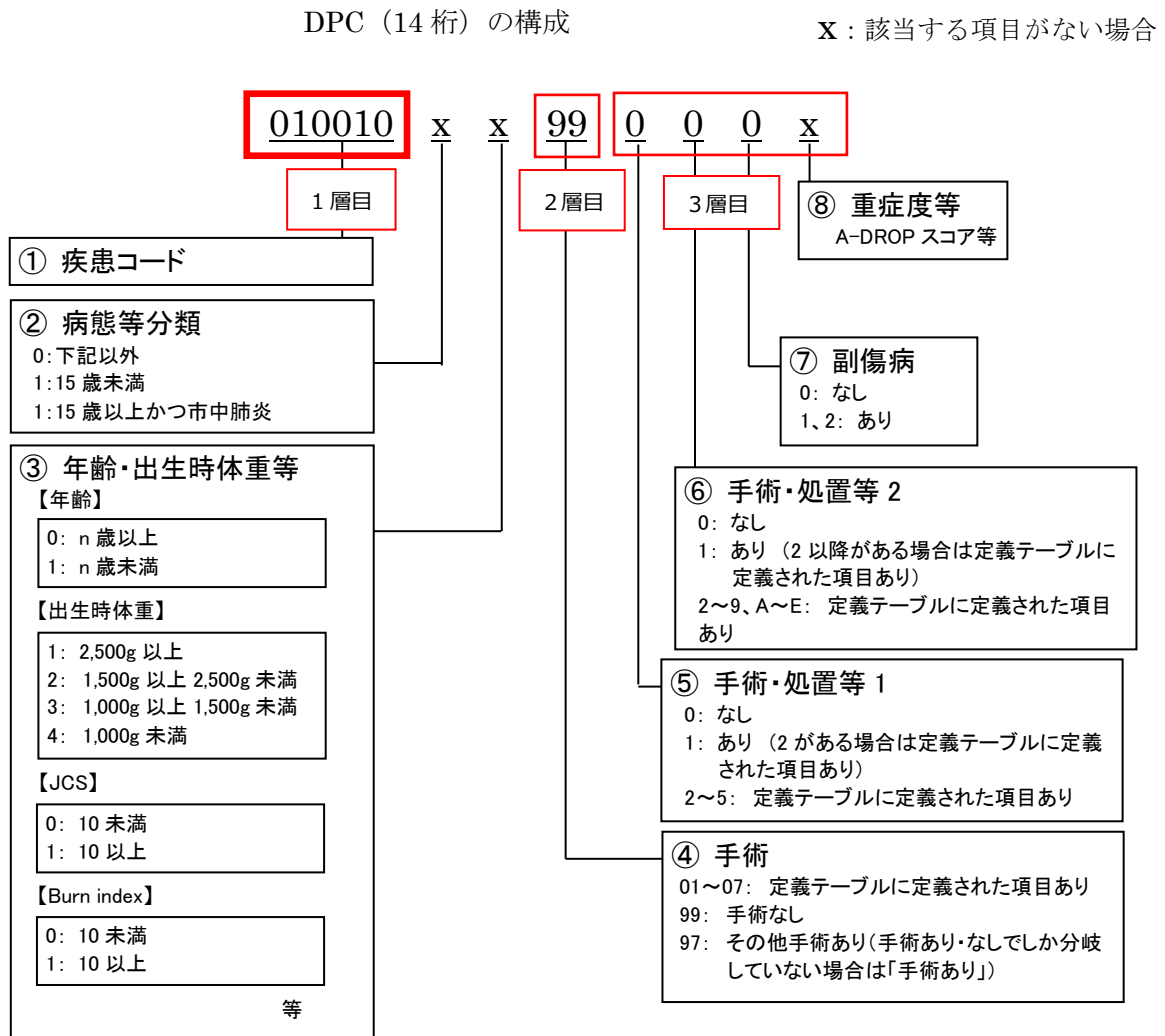 DPC（14 桁）の構成
x：該当する項目がない場合
010010 x x 99 0 0 0 x
1 層目
2 層目
3 層目
⑧ 重症度等
A-DROP スコア等
① 疾患コード
② 病態等分類
0：下記以外
1：15 歳未満
1：15 歳以上かつ市中肺炎
⑦ 副傷病
0： なし
1、2： あり
③ 年齢・出生時体重等
【年齢】
0： n 歳以上
1： n 歳未満
【出生時体重】
1： 2,500g 以上
2： 1,500g 以上 2,500g 未満
3： 1,000g 以上 1,500g 未満
4： 1,000g 未満
【JCS】
0： 10 未満
1： 10 以上
【Burn index】
0： 10 未満
1： 10 以上
等
⑥ 手術・処置等 2
0： なし
1： あり （2 以降がある場合は定義テーブルに
定義された項目あり）
2～9、A～E： 定義テーブルに定義された項目
あり
⑤ 手術・処置等 1
0： なし
1： あり （2 がある場合は定義テーブルに定義
された項目あり）
2～5： 定義テーブルに定義された項目あり
④ 手術
01～07： 定義テーブルに定義された項目あり
99： 手術なし
97： その他手術あり（手術あり・なしでしか分岐
していない場合は「手術あり」）